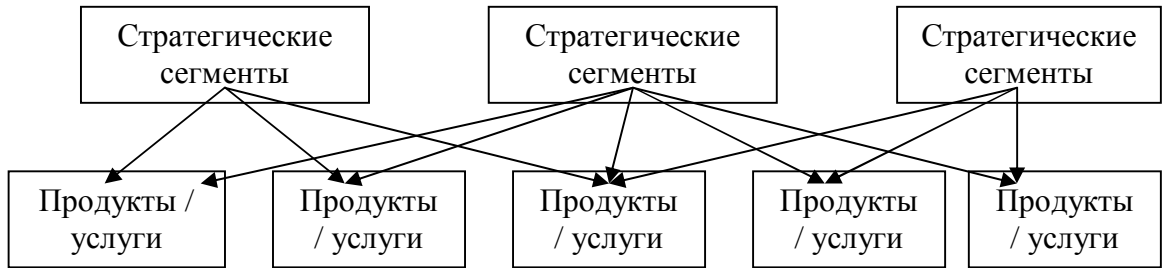 Стратегические
сегменты
Стратегические
сегменты
Стратегические
сегменты
Продукты /
услуги
Продукты
/ услуги
Продукты
/ услуги
Продукты
/ услуги
Продукты
/ услуги